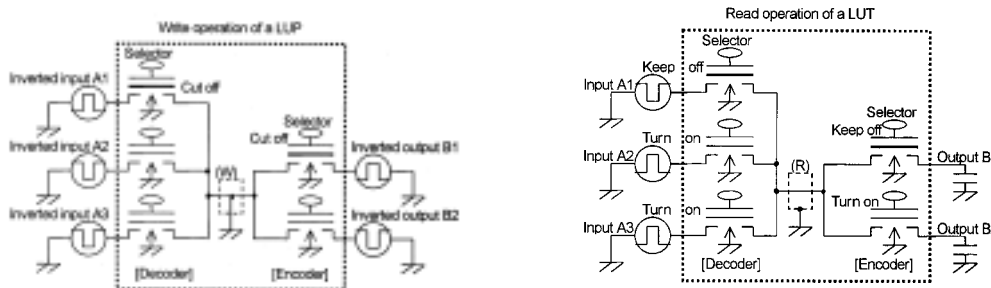 Write operation of a LUP
Selector
Inverted input A1
Cut off
Selector
Inverted input A2
Cut off
Inverted output B1
(W)
Inverted input A3
Inverted output B2
[Decoder]
[Encoder]
Read operation of a LUT
Selector
Keep off
Input A1
Selector
Keep off
Input A2
Turn on
Output B
(R)
Turn on
Input A3
Turn on
Output B
[Decoder]
[Encoder]